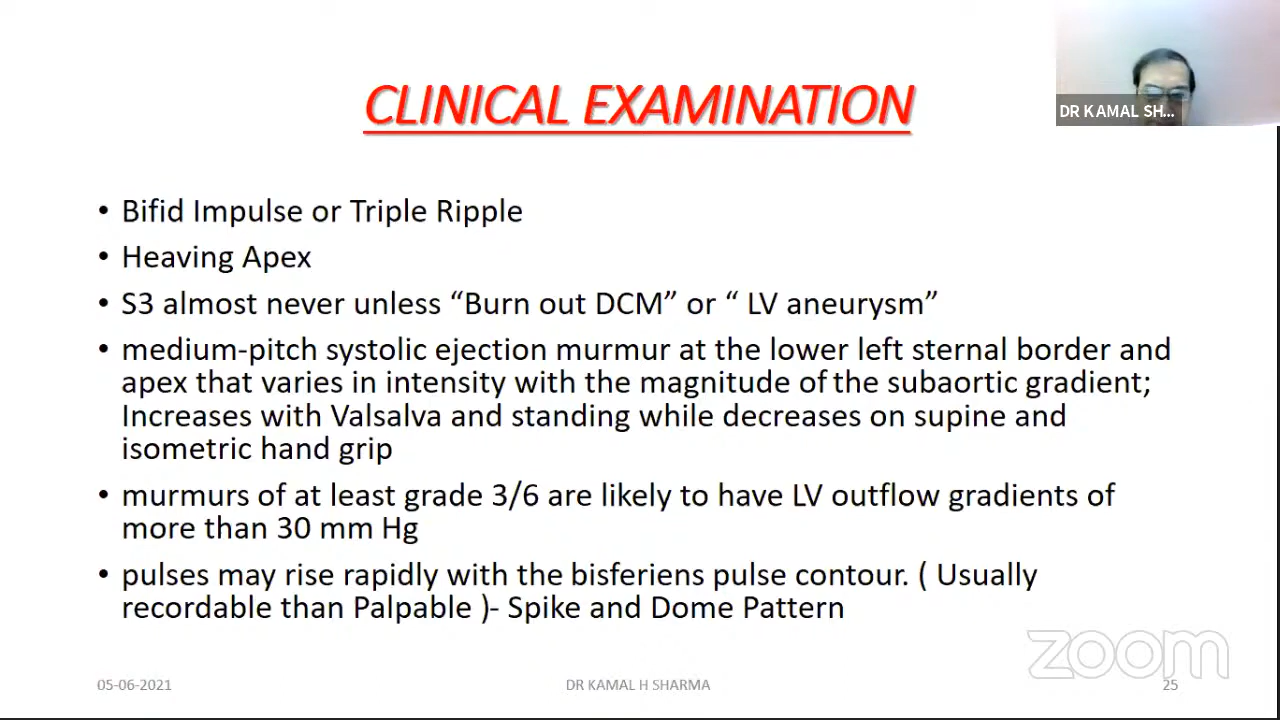 CLINICAL EXAMINATION
DR KAMAL SH...
• Bifid Impulse or Triple Ripple
• Heaving Apex
• S3 almost never unless “Burn out DCM” or “ LV aneurysm”
• medium-pitch systolic ejection murmur at the lower left sternal border and
apex that varies in intensity with the magnitude of the subaortic gradient;
Increases with Valsalva and standing while decreases on supine and
isometric hand grip
• murmurs of at least grade 3/6 are likely to have LV outflow gradients of
more than 30 mm Hg
• pulses may rise rapidly with the bisferiens pulse contour. ( Usually
recordable than Palpable )- Spike and Dome Pattern
zoom
05-06-2021
DR KAMAL H SHARMA
25